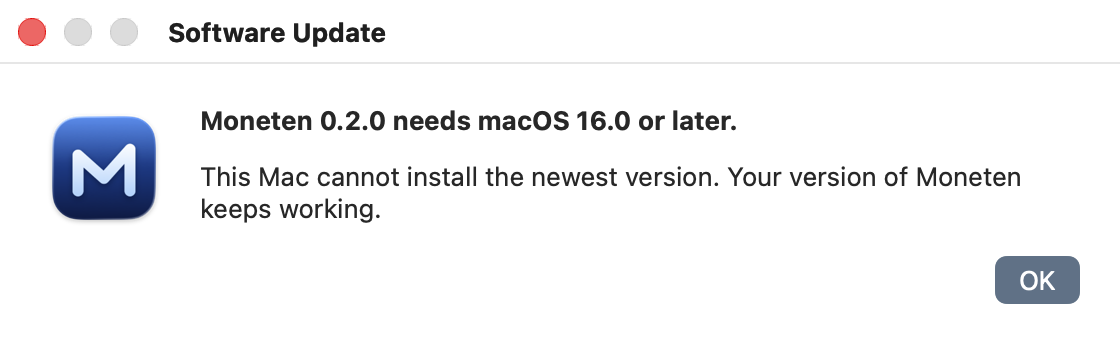 Software Update
Moneten 0.2.0 needs macOS 16.0 or later.
This Mac cannot install the newest version. Your version of Moneten
keeps working.
OK